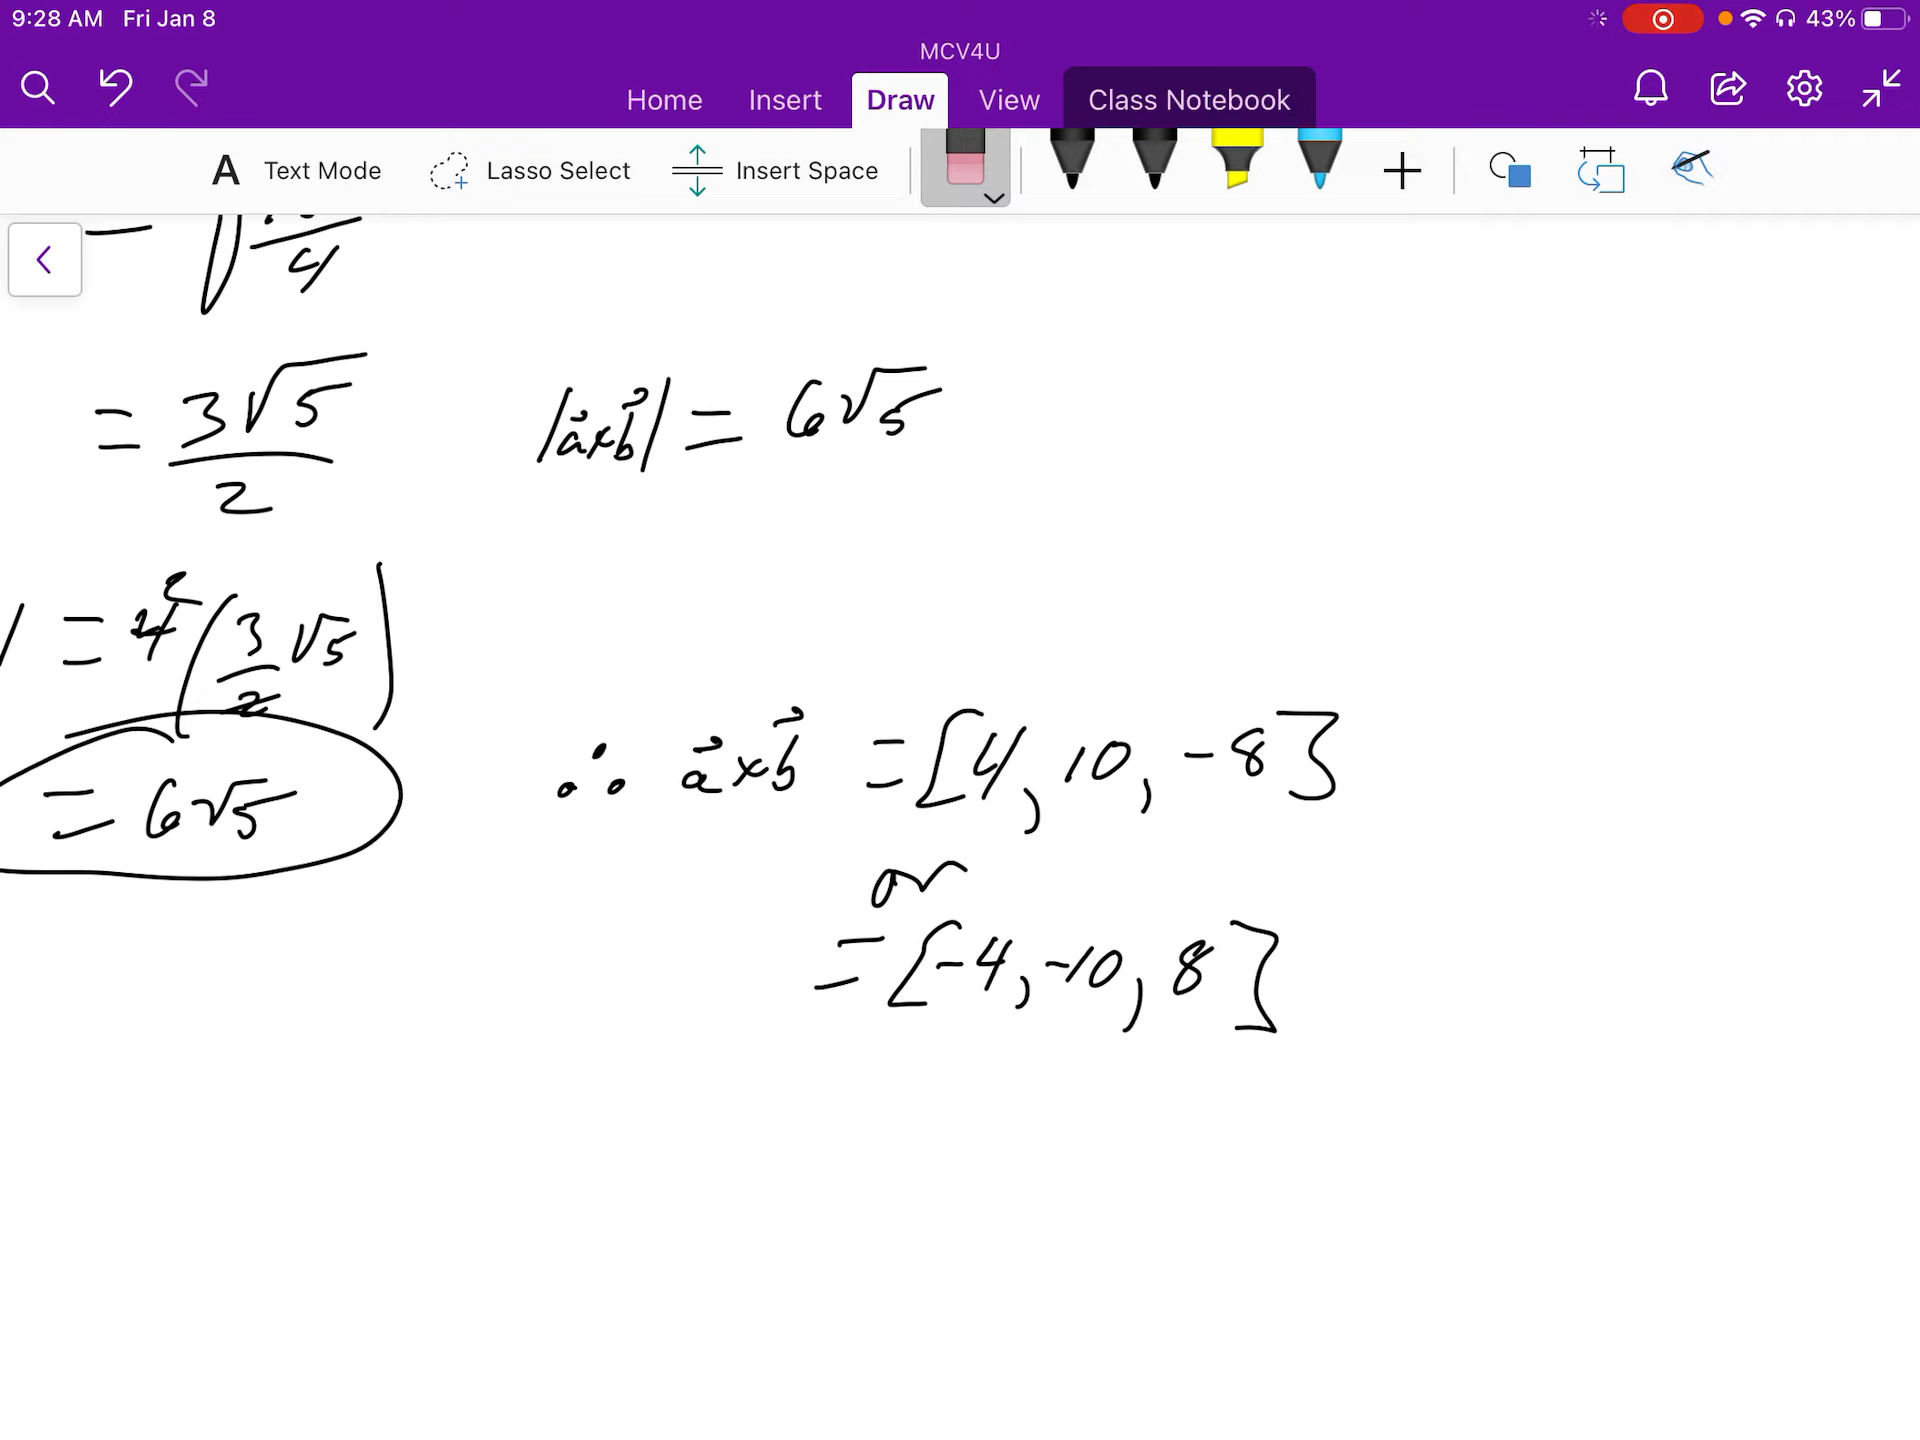 9:28 AM Fri Jan 8
43%
MCV4U
Home Insert Draw View Class Notebook
A Text Mode Lasso Select Insert Space
= √ /4
= 3√5/2
|a⃗×b⃗| = 6√5
| = 4² (3/2 √5)
= 6√5
∴ a⃗×b⃗ = [4, 10, -8]
or
= [-4, -10, 8]